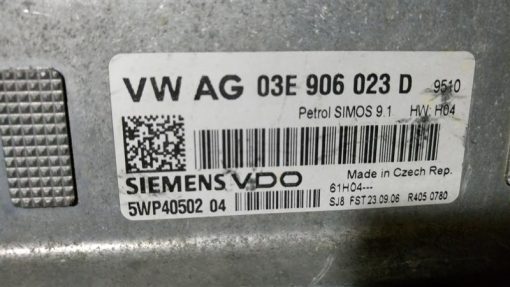 VW AG 03E 906 023 D 9510
Petrol SIMOS 9.1 HW: H04
SIEMENS VDO Made in Czech Rep.
5WP40502 04 61H04---
SJ8 FST 23.09.06 R405 0780